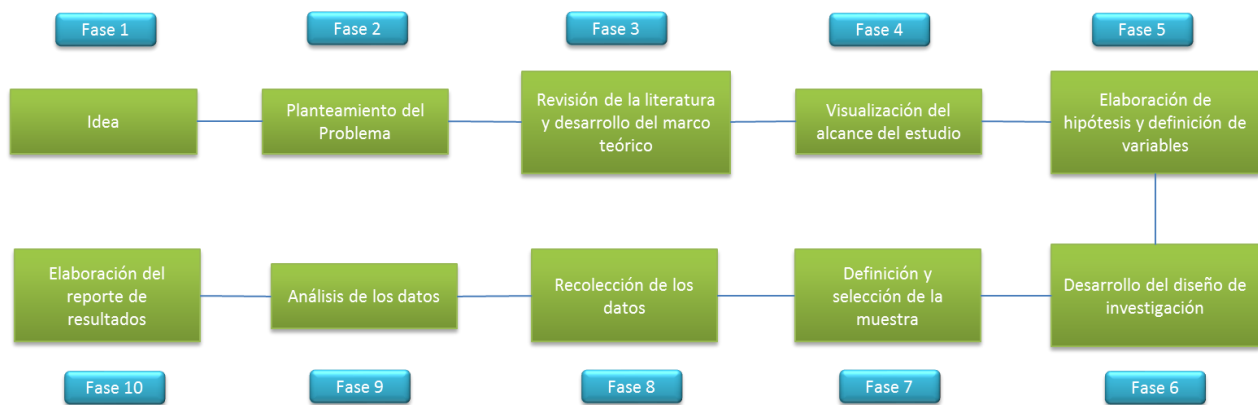 Fase 1
Fase 2
Fase 3
Fase 4
Fase 5
Idea
Planteamiento del
Problema
Revisión de la literatura
y desarrollo del marco
teórico
Visualización del
alcance del estudio
Elaboración de
hipótesis y definición de
variables
Elaboración del
reporte de
resultados
Análisis de los datos
Recolección de los
datos
Definición y
selección de la
muestra
Desarrollo del diseño de
investigación
Fase 10
Fase 9
Fase 8
Fase 7
Fase 6